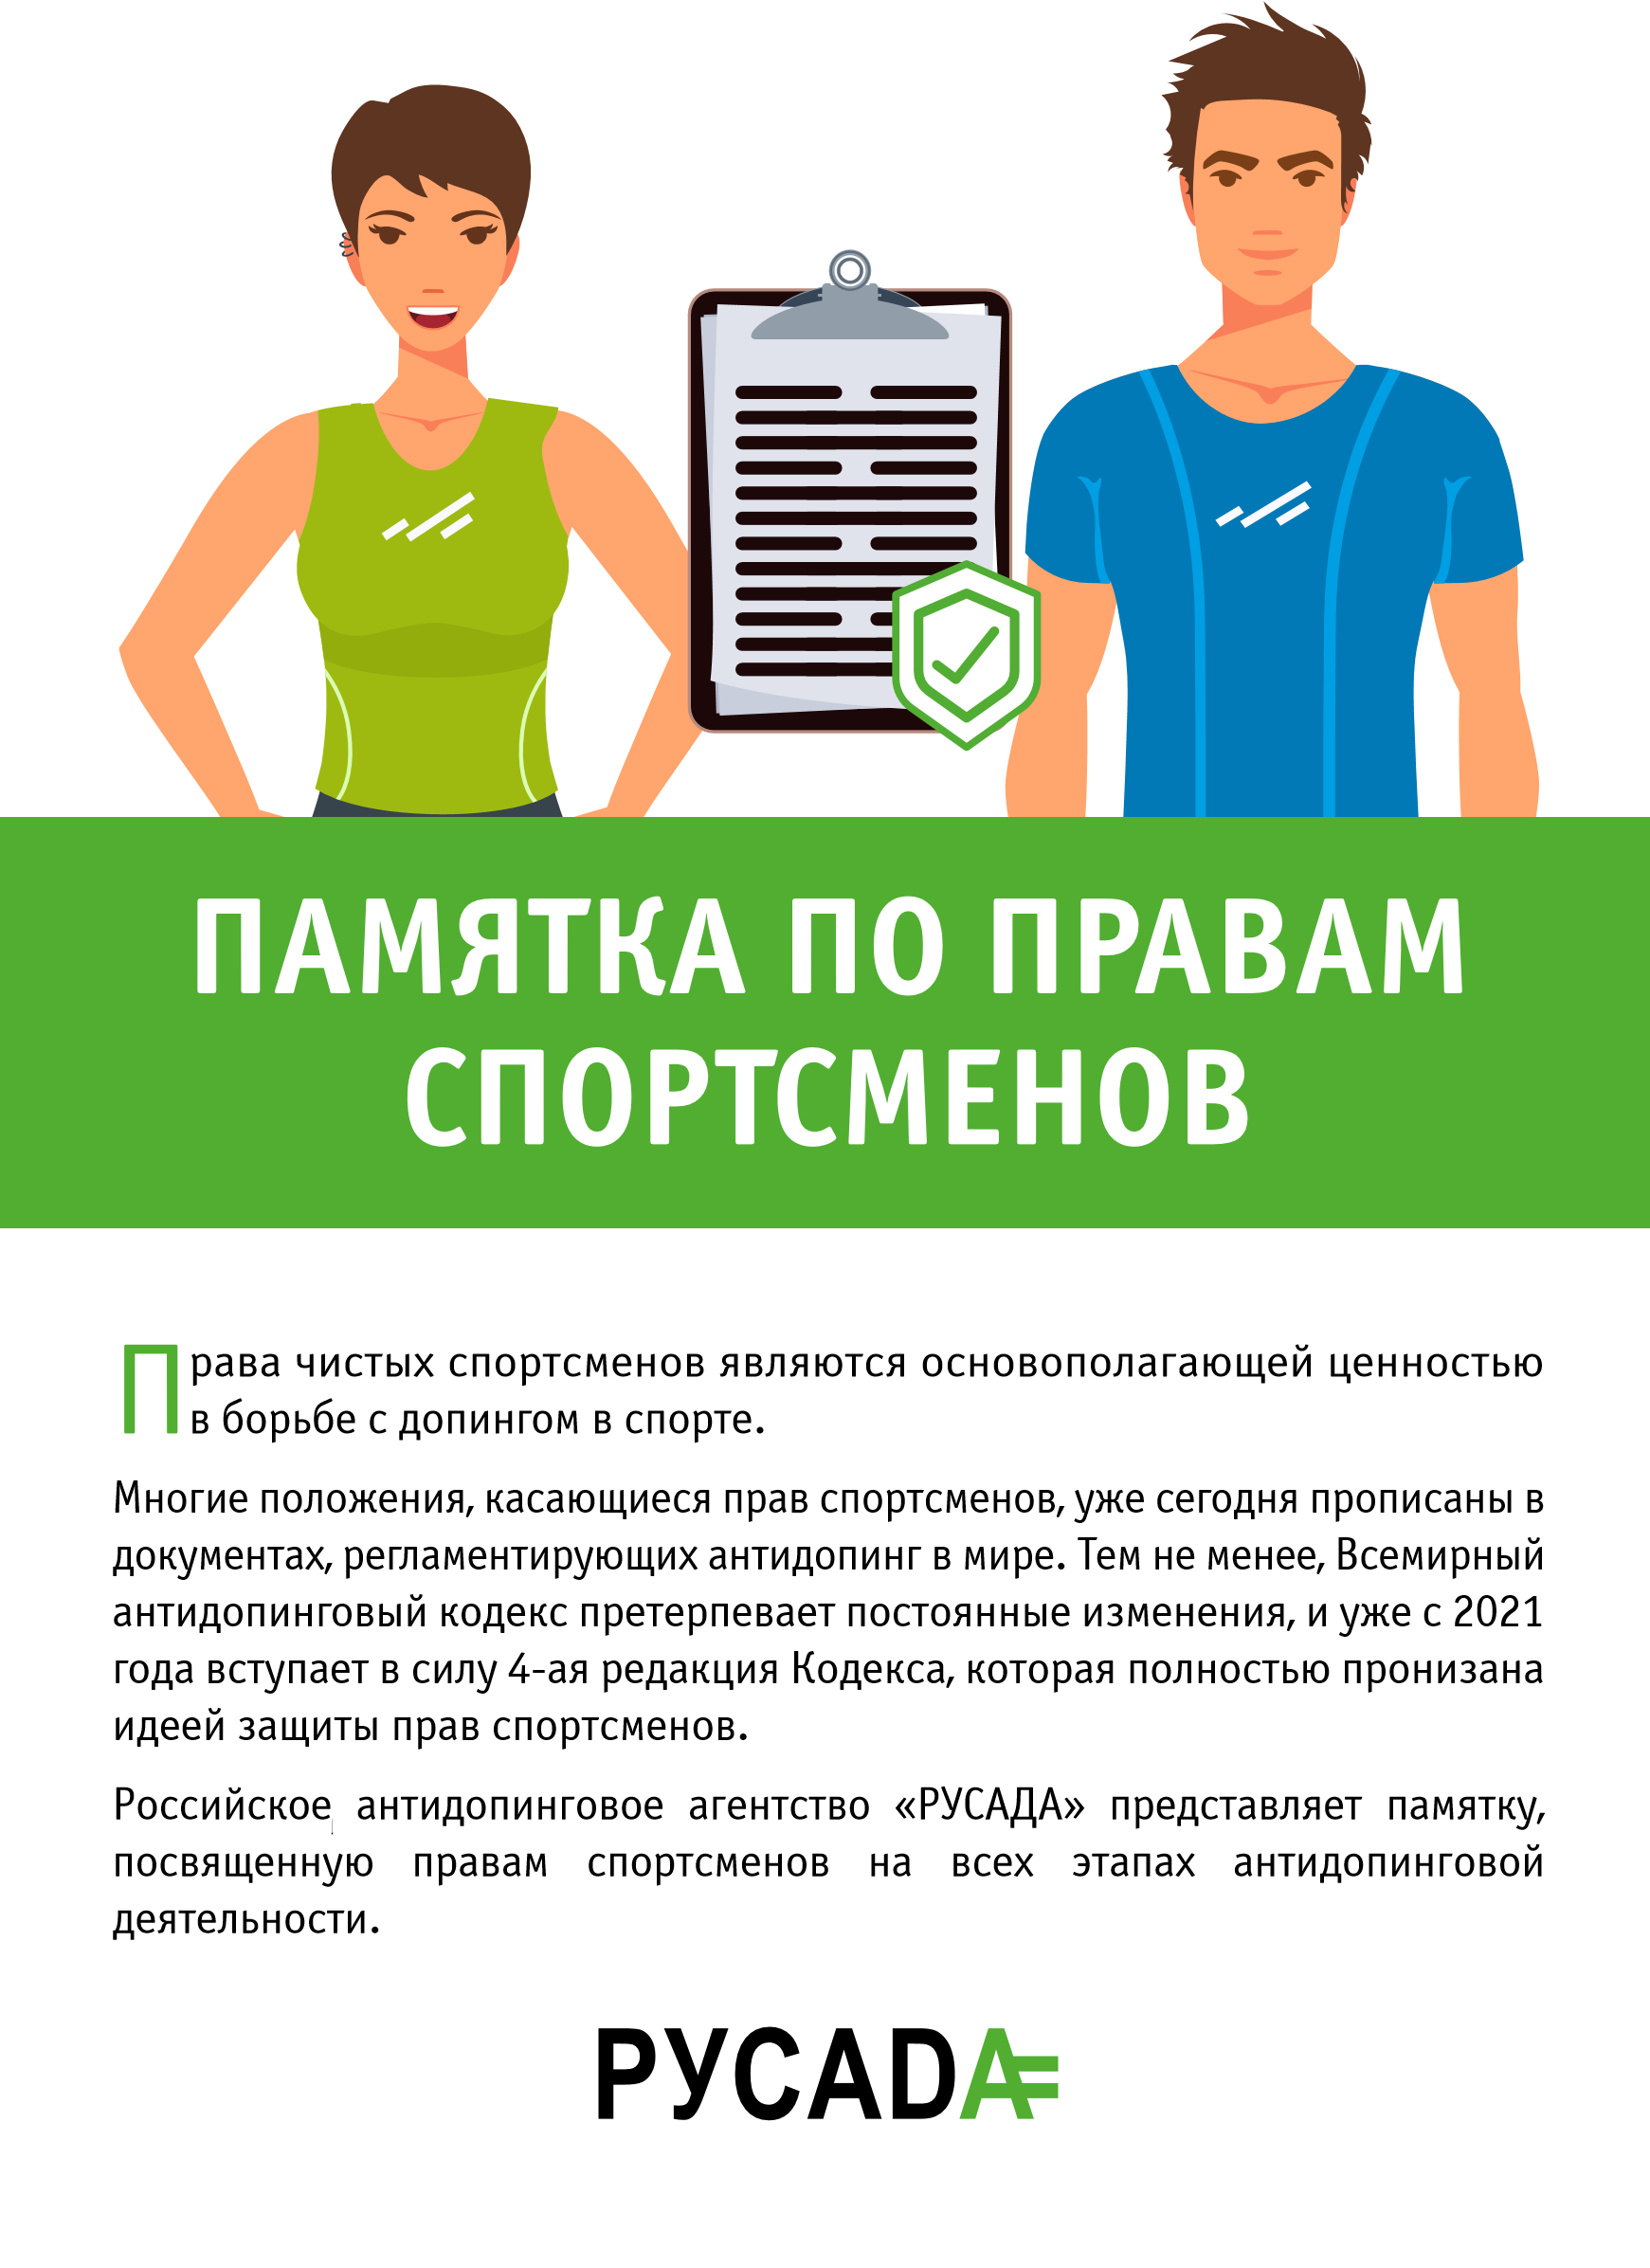 ПАМЯТКА ПО ПРАВАМ
СПОРТСМЕНОВ
Права чистых спортсменов являются основополагающей ценностью
в борьбе с допингом в спорте.
Многие положения, касающиеся прав спортсменов, уже сегодня прописаны в
документах, регламентирующих антидопинг в мире. Тем не менее, Всемирный
антидопинговый кодекс претерпевает постоянные изменения, и уже с 2021
года вступает в силу 4-ая редакция Кодекса, которая полностью пронизана
идеей защиты прав спортсменов.
Российское антидопинговое агентство «РУСАДА» представляет памятку,
посвященную правам спортсменов на всех этапах антидопинговой
деятельности.
РУСАDA